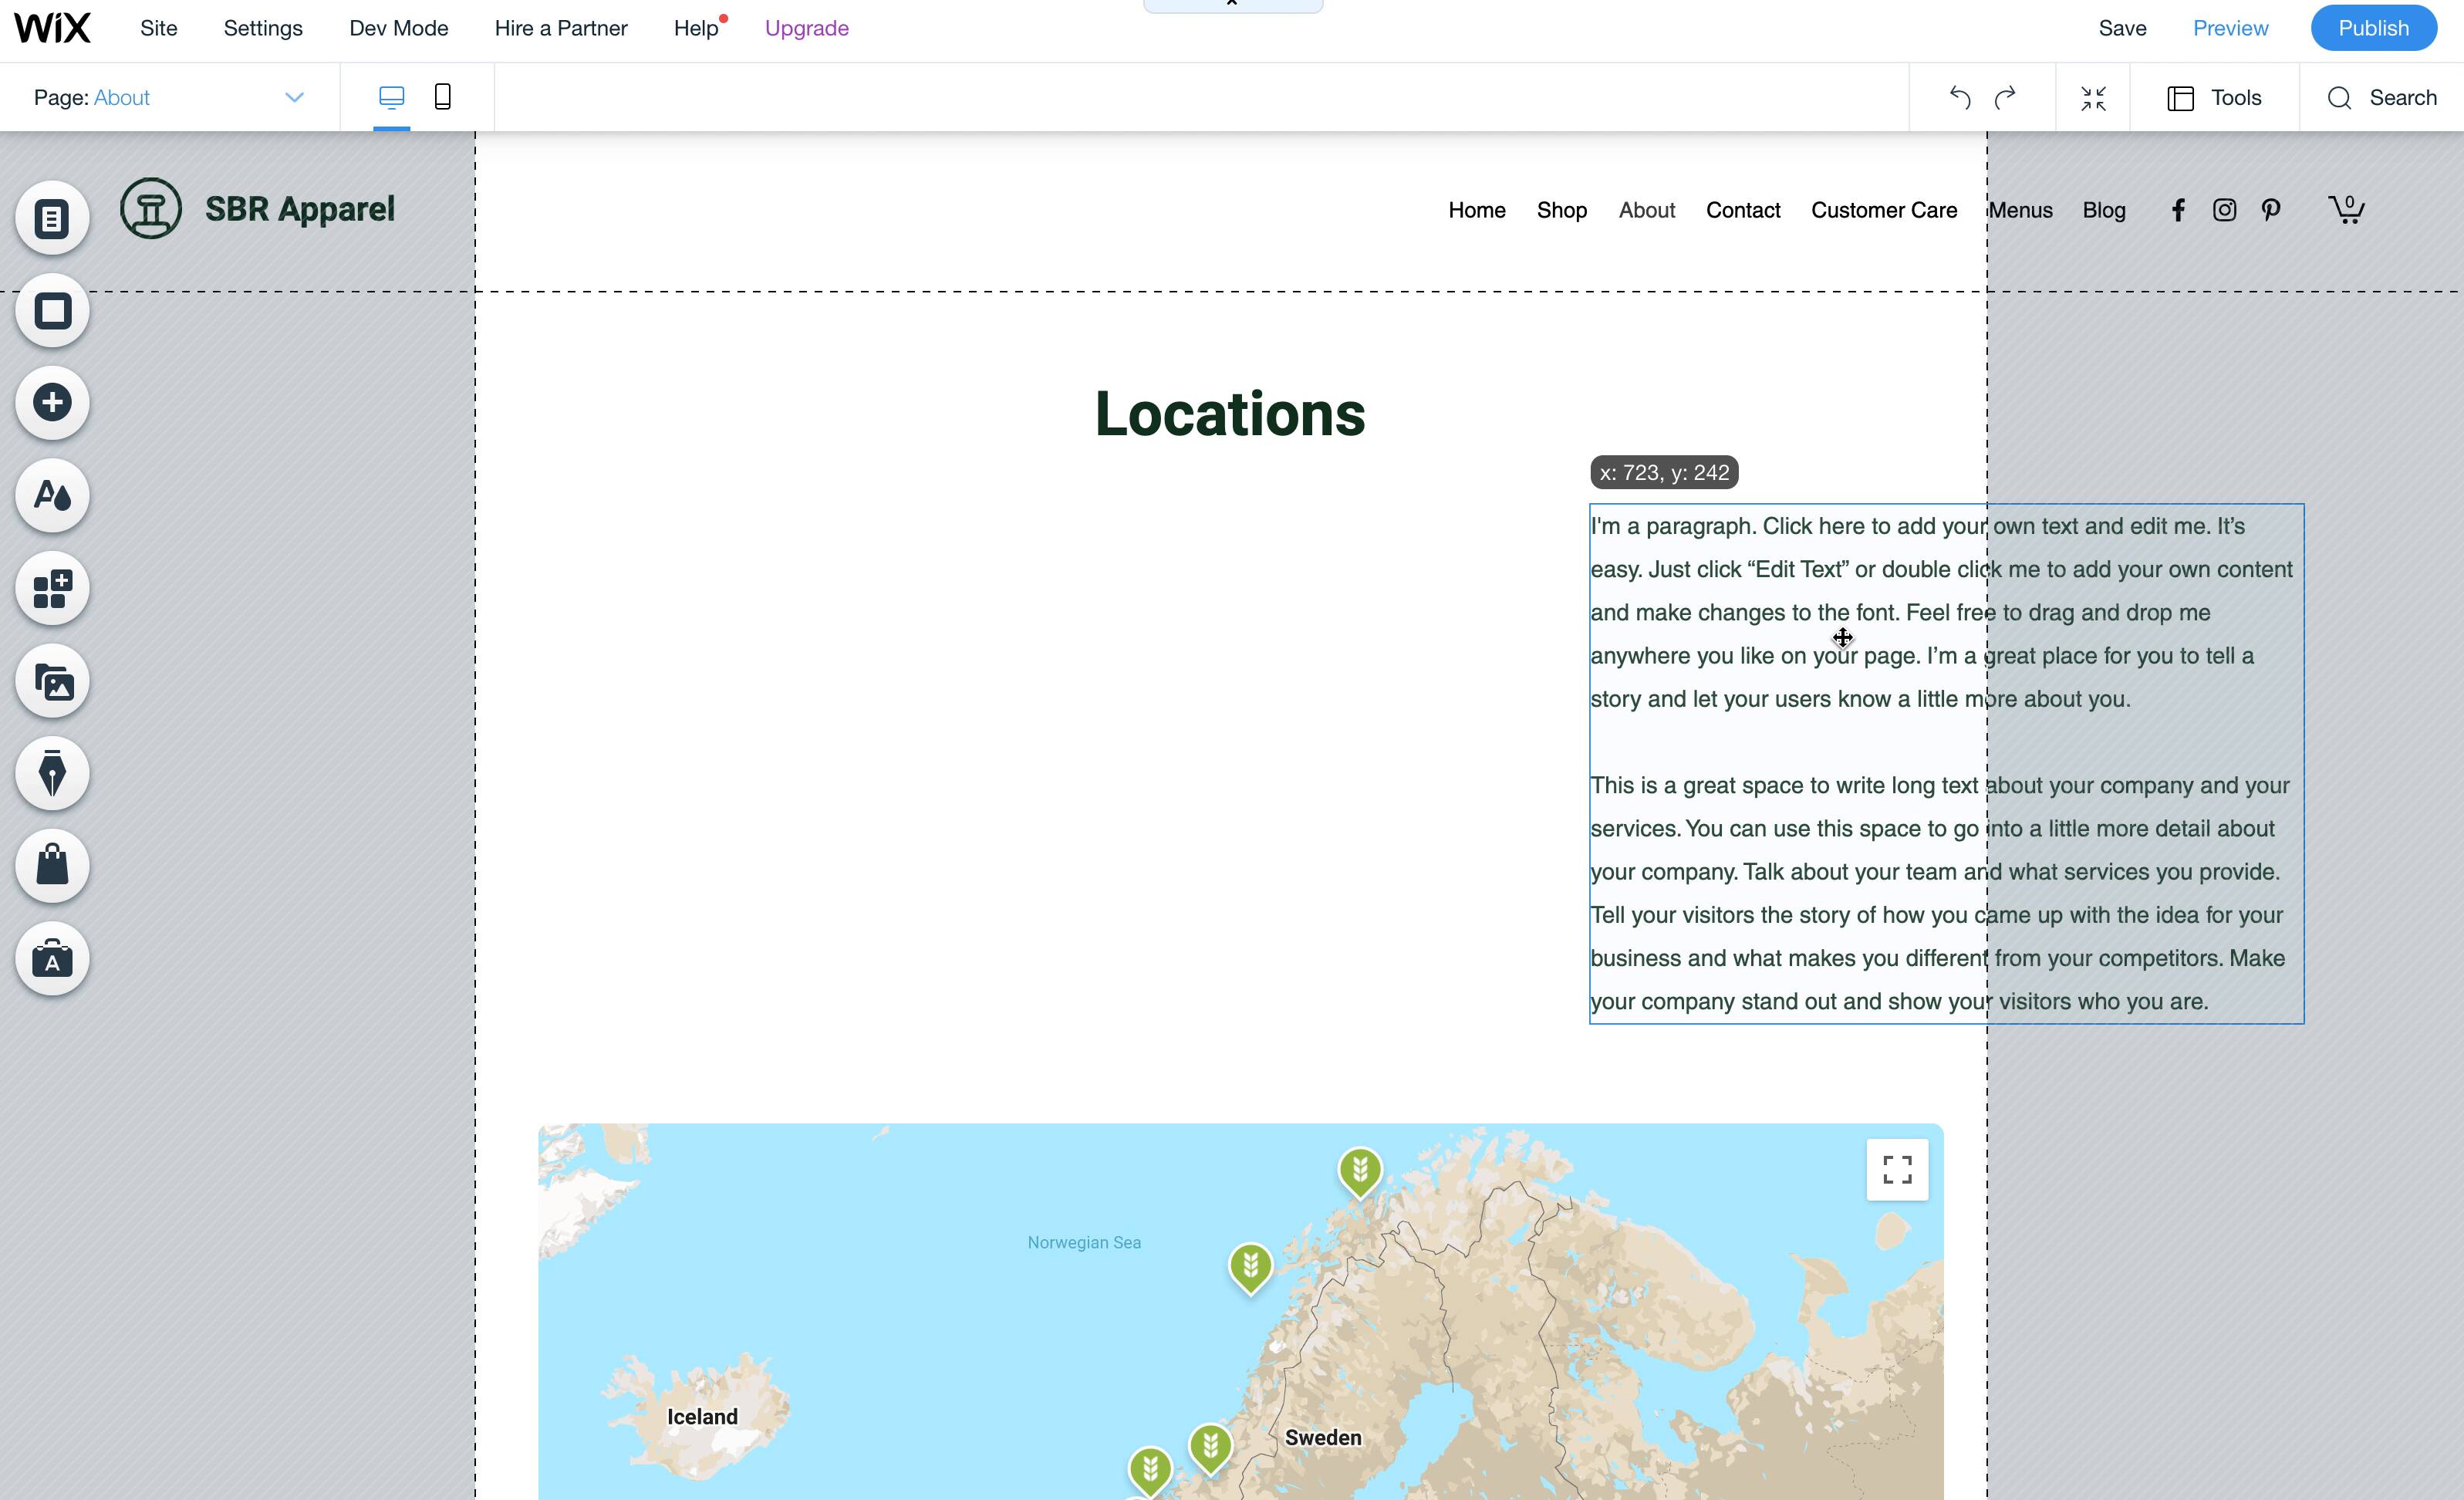 WiX Site Settings Dev Mode Hire a Partner Help Upgrade Save Preview Publish
Page: About Tools Search
SBR Apparel Home Shop About Contact Customer Care Menus Blog 0
Locations
x: 723, y: 242
I'm a paragraph. Click here to add your own text and edit me. It’s
easy. Just click “Edit Text” or double click me to add your own content
and make changes to the font. Feel free to drag and drop me
anywhere you like on your page. I’m a great place for you to tell a
story and let your users know a little more about you.
This is a great space to write long text about your company and your
services. You can use this space to go into a little more detail about
your company. Talk about your team and what services you provide.
Tell your visitors the story of how you came up with the idea for your
business and what makes you different from your competitors. Make
your company stand out and show your visitors who you are.
Norwegian Sea
Iceland
Sweden